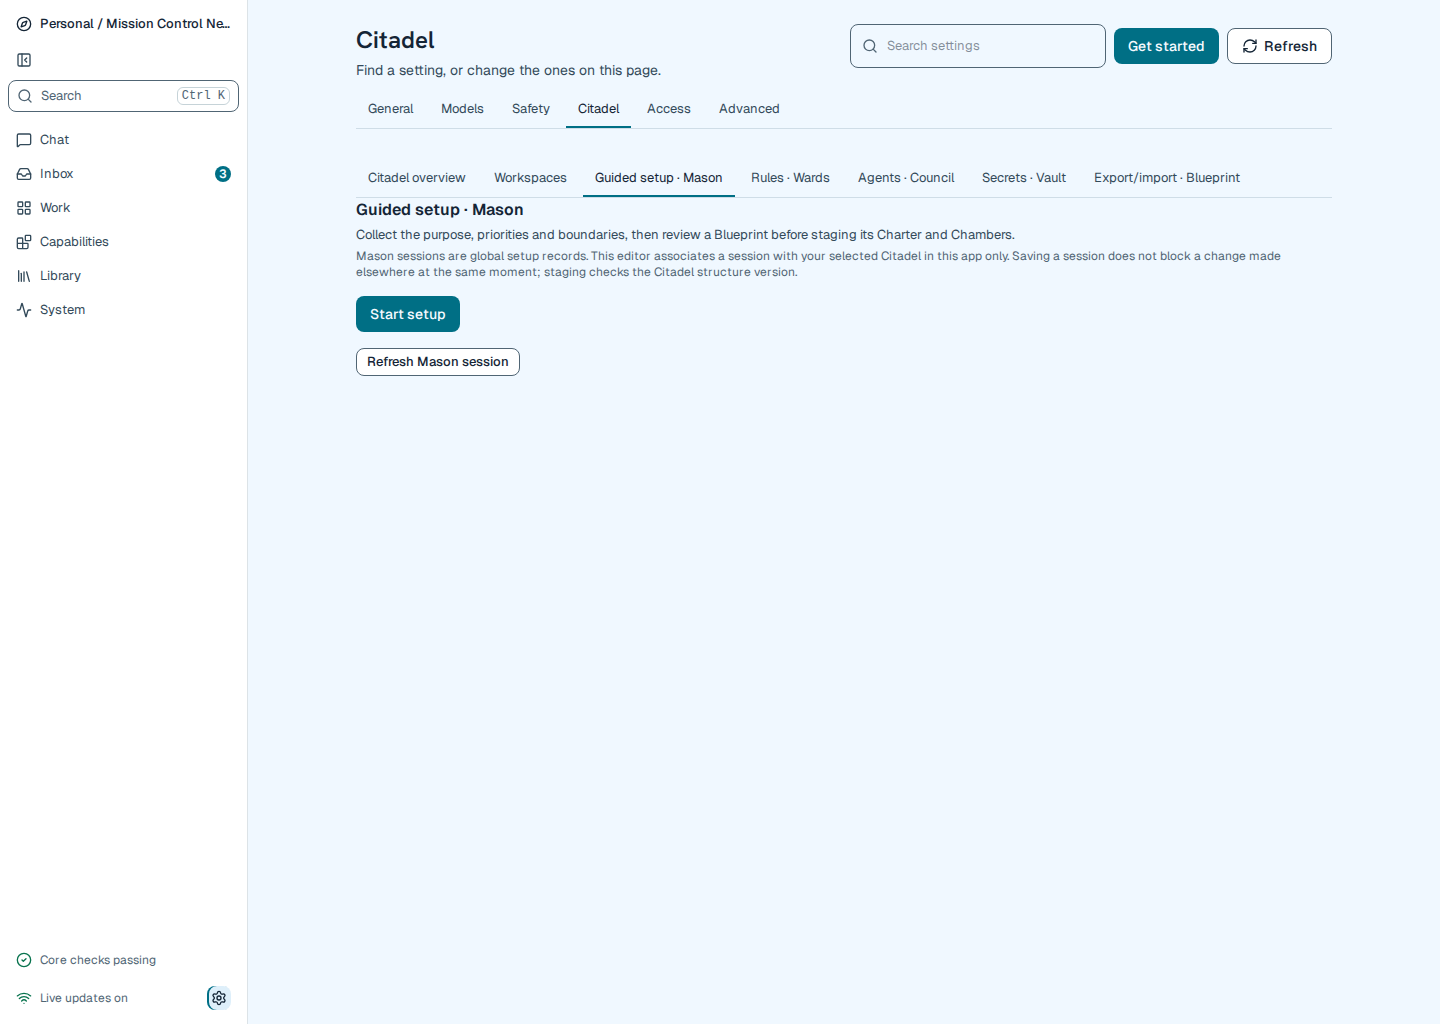 Personal / Mission Control Ne...
Search
Ctrl K
Chat
Inbox
3
Work
Capabilities
Library
System
Core checks passing
Live updates on
Citadel
Find a setting, or change the ones on this page.
Search settings
Get started
Refresh
General
Models
Safety
Citadel
Access
Advanced
Citadel overview
Workspaces
Guided setup · Mason
Rules · Wards
Agents · Council
Secrets · Vault
Export/import · Blueprint
Guided setup · Mason
Collect the purpose, priorities and boundaries, then review a Blueprint before staging its Charter and Chambers.
Mason sessions are global setup records. This editor associates a session with your selected Citadel in this app only. Saving a session does not block a change made
elsewhere at the same moment; staging checks the Citadel structure version.
Start setup
Refresh Mason session